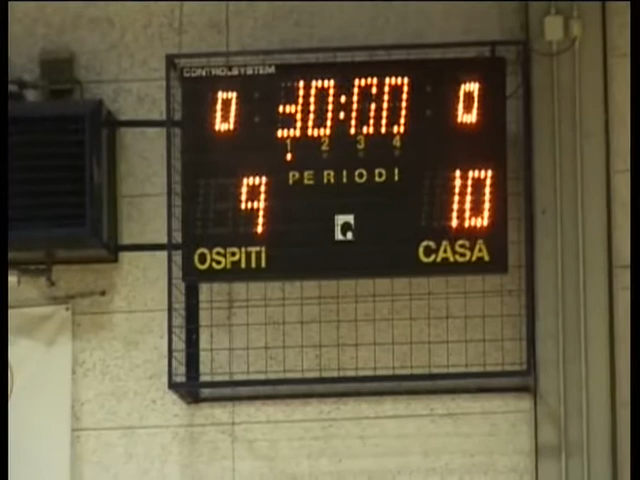 CONTROLSYSTEM
0 30:00 0
1 2 3 4
PERIODI
9 10
OSPITI CASA